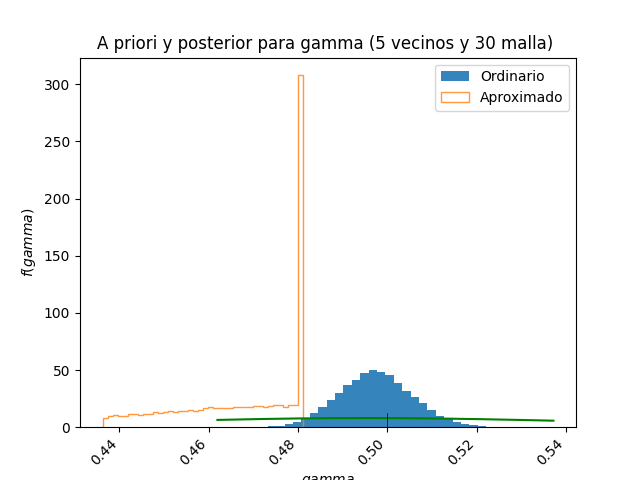 A priori y posterior para gamma (5 vecinos y 30 malla)
Ordinario
Aproximado
f(gamma)
300
250
200
150
100
50
0
0.44 0.46 0.48 0.50 0.52 0.54
gamma